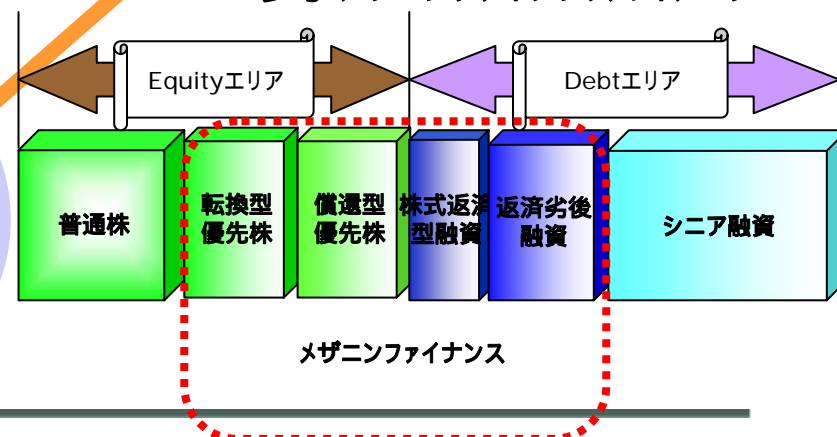 Equityエリア
Debtエリア
普通株
転換型
優先株
償還型
優先株
株式返済
型融資
返済劣後
融資
シニア融資
メザニンファイナンス